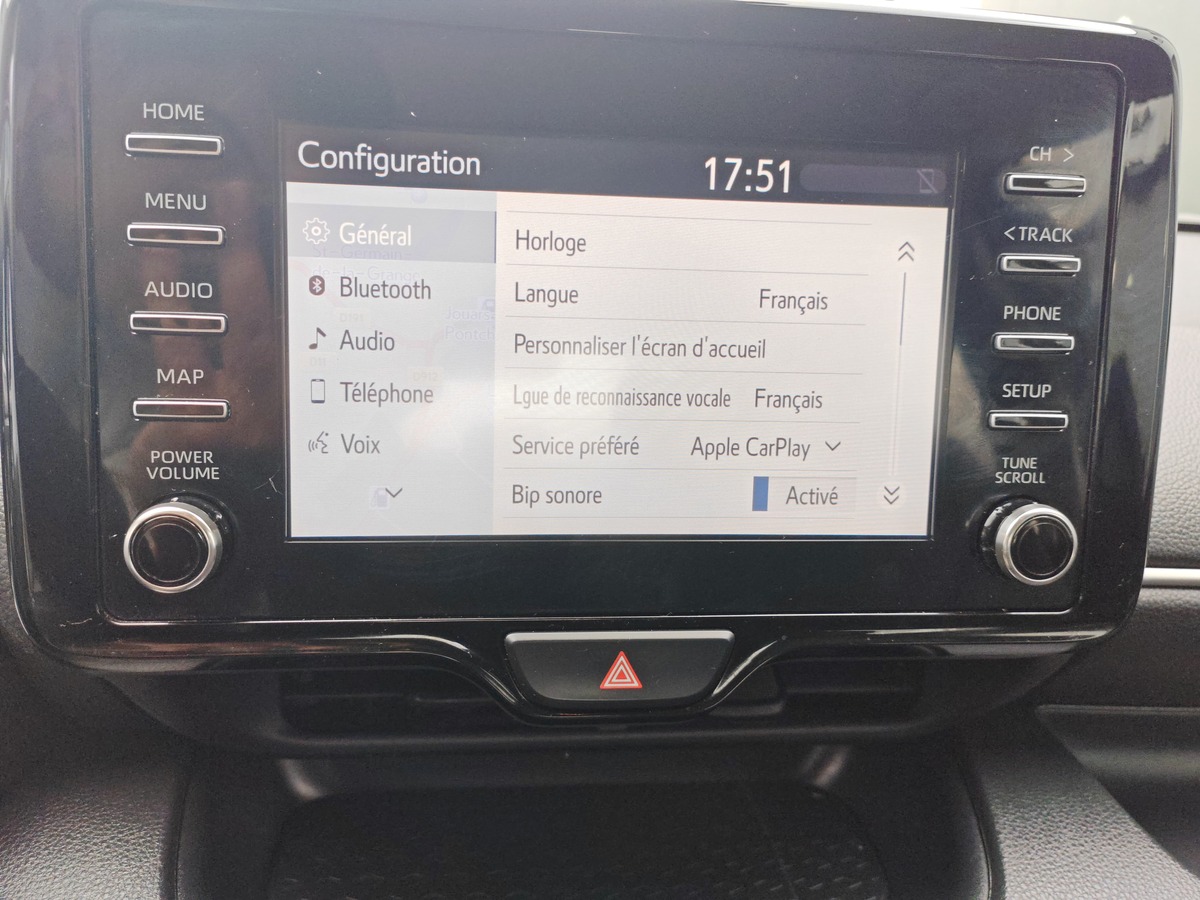 HOME
MENU
AUDIO
MAP
POWER
VOLUME
Configuration 17:51
Général
Bluetooth
Audio
Téléphone
Voix
Horloge
Langue Français
Personnaliser l'écran d'accueil
Lgue de reconnaissance vocale Français
Service préféré Apple CarPlay
Bip sonore Activé
CH >
< TRACK
PHONE
SETUP
TUNE
SCROLL